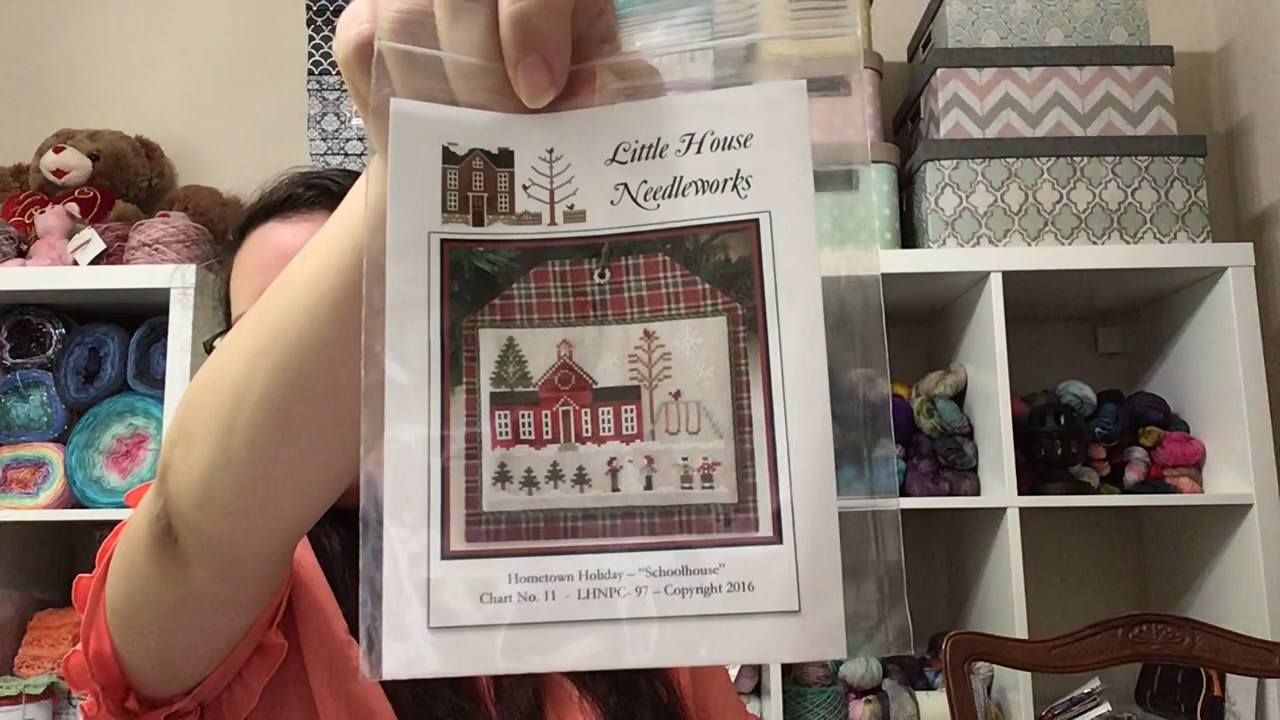 Little House
Needleworks
Hometown Holiday – "Schoolhouse"
Chart No. 11 - LHNPC- 97 – Copyright 2016